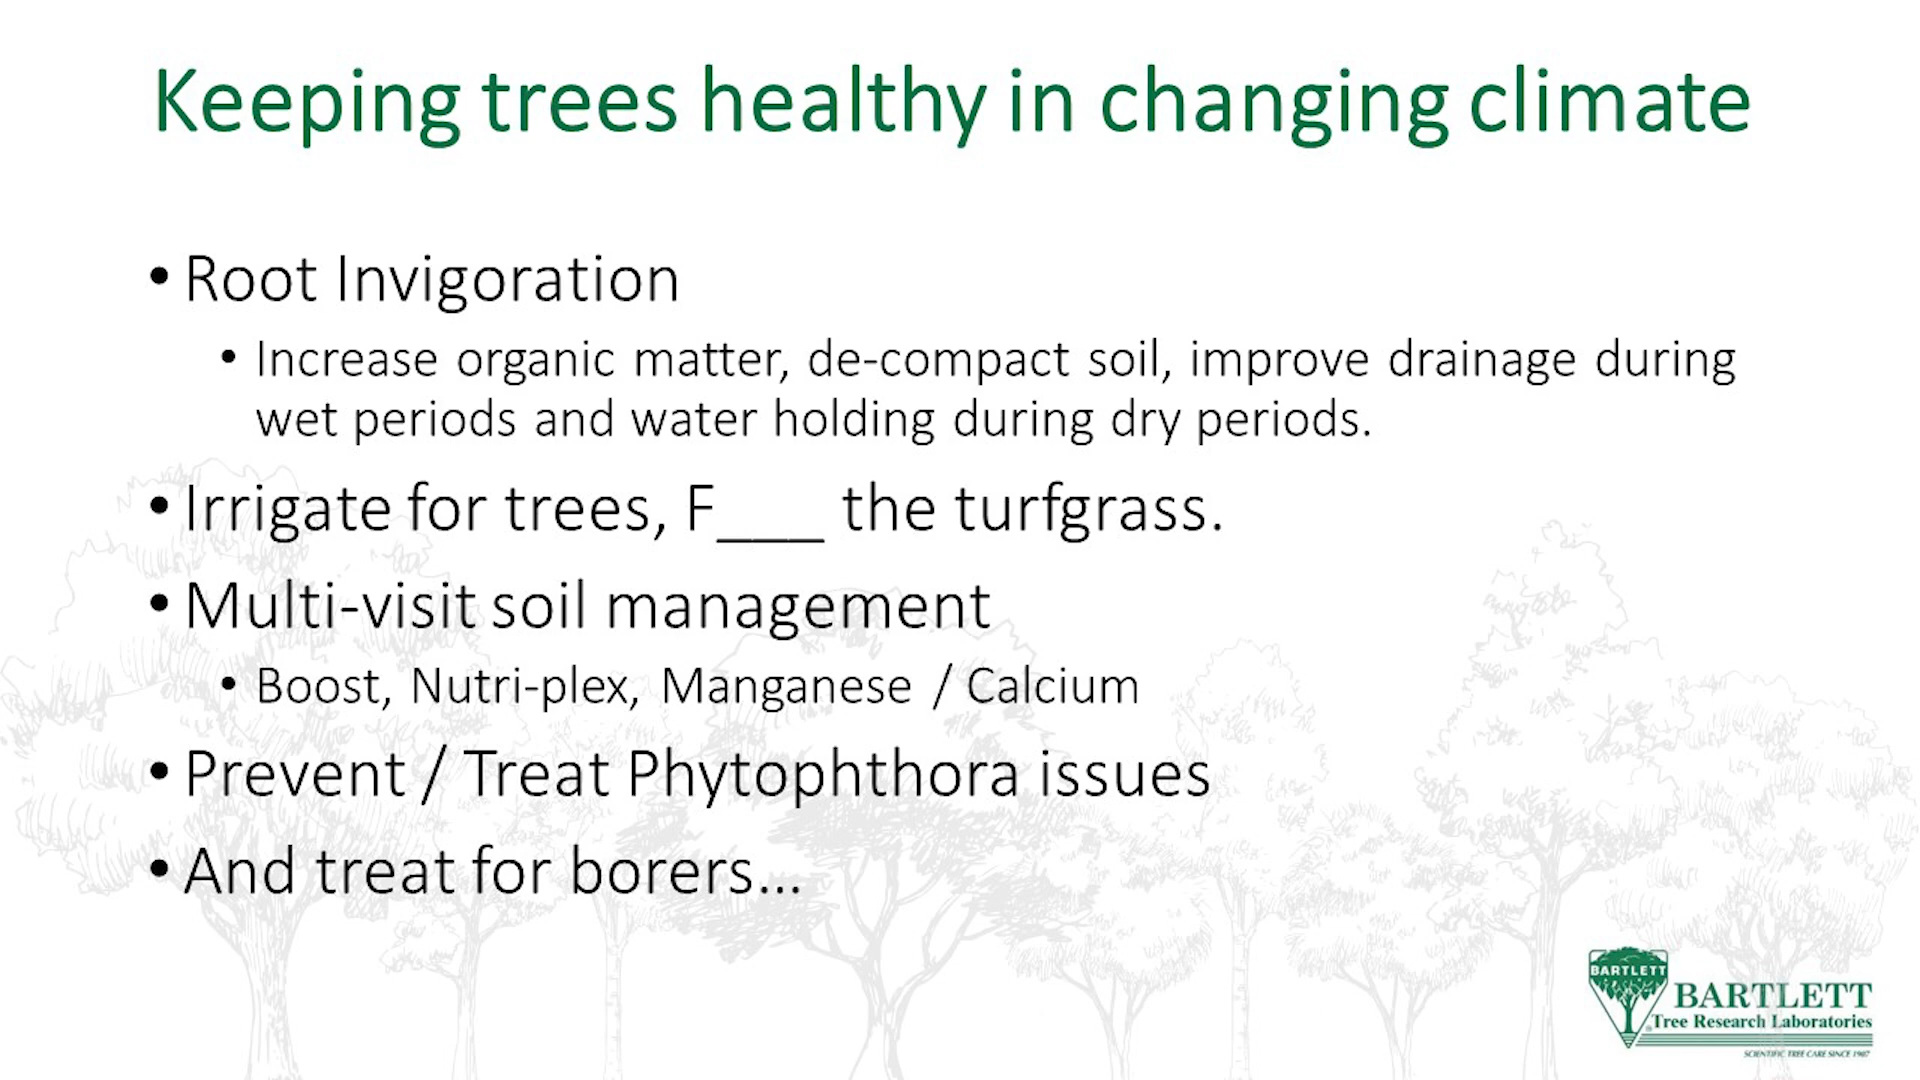 Keeping trees healthy in changing climate
• Root Invigoration
• Increase organic matter, de-compact soil, improve drainage during
wet periods and water holding during dry periods.
• Irrigate for trees, F___ the turfgrass.
• Multi-visit soil management
• Boost, Nutri-plex, Manganese / Calcium
• Prevent / Treat Phytophthora issues
• And treat for borers...
BARTLETT
BARTLETT
Tree Research Laboratories
SCIENTIFIC TREE CARE SINCE 1907